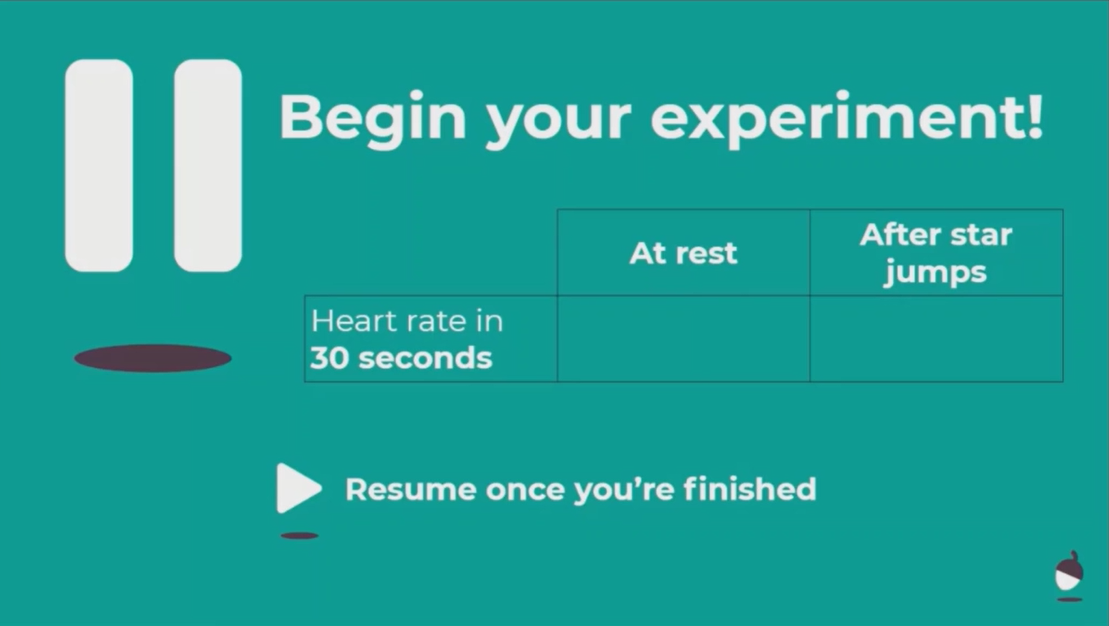 Begin your experiment!
At rest
After star
jumps
Heart rate in
30 seconds
Resume once you’re finished